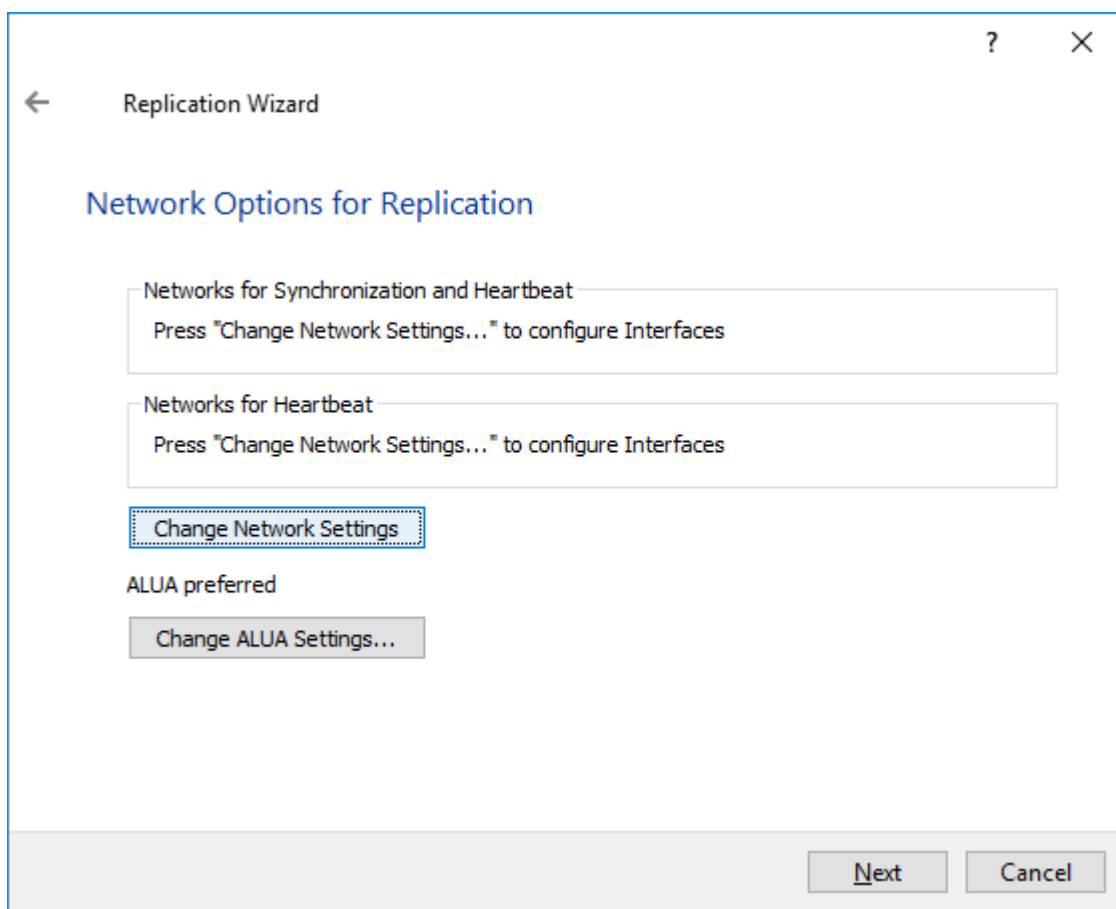 ?
Replication Wizard
Network Options for Replication
Networks for Synchronization and Heartbeat
Press "Change Network Settings..." to configure Interfaces
Networks for Heartbeat
Press "Change Network Settings..." to configure Interfaces
Change Network Settings
ALUA preferred
Change ALUA Settings...
Next
Cancel